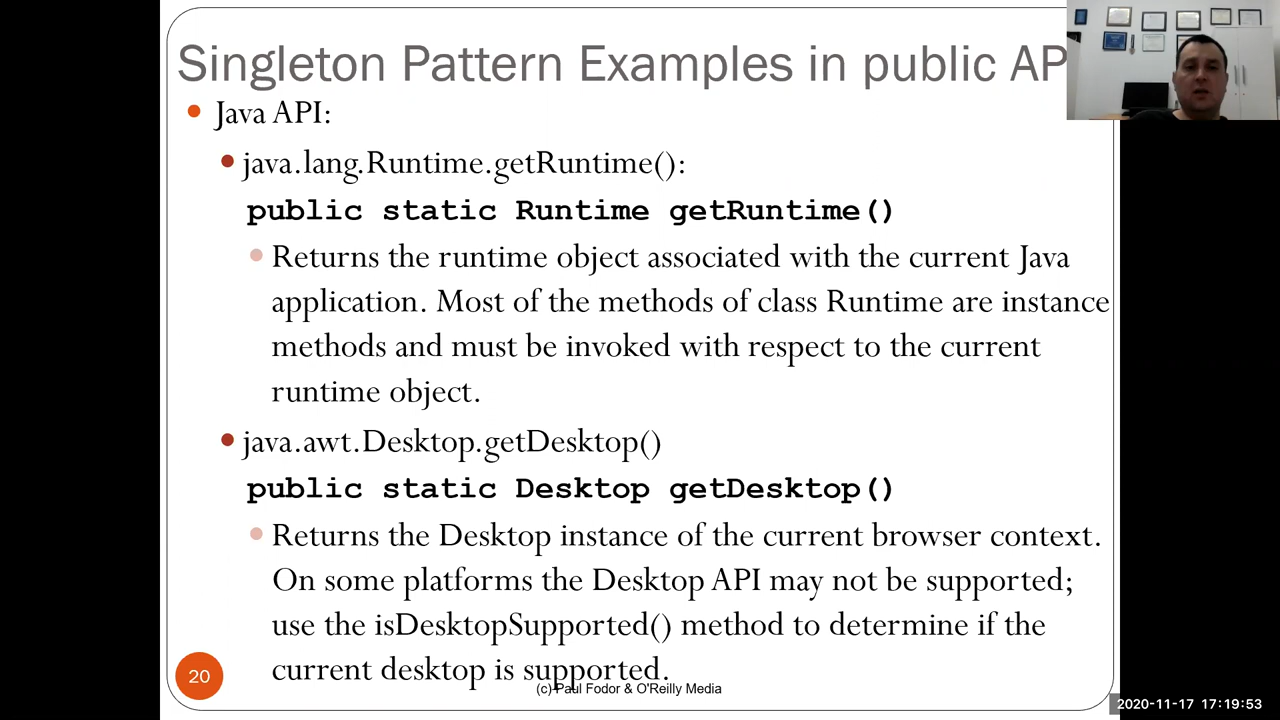 Singleton Pattern Examples in public AP
Java API:
java.lang.Runtime.getRuntime():
public static Runtime getRuntime()
Returns the runtime object associated with the current Java
application. Most of the methods of class Runtime are instance
methods and must be invoked with respect to the current
runtime object.
java.awt.Desktop.getDesktop()
public static Desktop getDesktop()
Returns the Desktop instance of the current browser context.
On some platforms the Desktop API may not be supported;
use the isDesktopSupported() method to determine if the
current desktop is supported.
20
(c) Paul Fodor & O'Reilly Media
2020-11-17 17:19:53